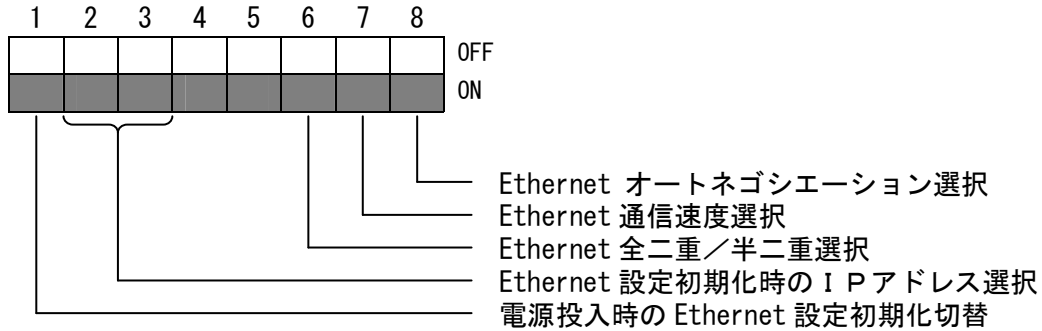 1 2 3 4 5 6 7 8
OFF
ON
Ethernet オートネゴシエーション選択
Ethernet 通信速度選択
Ethernet 全二重／半二重選択
Ethernet 設定初期化時のＩＰアドレス選択
電源投入時の Ethernet 設定初期化切替